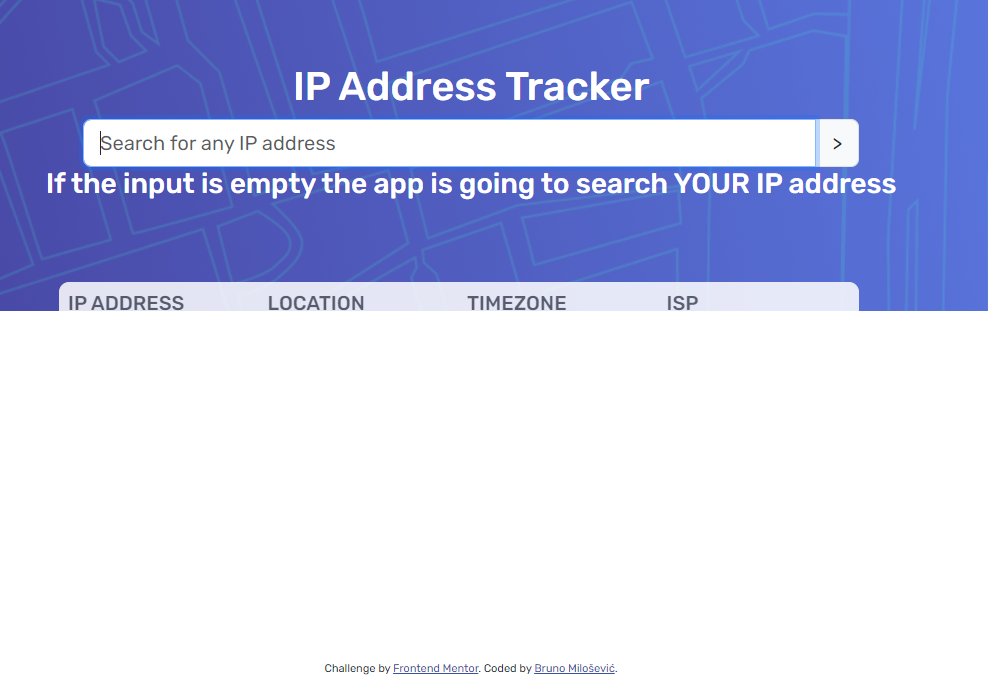 IP Address Tracker
Search for any IP address
>
If the input is empty the app is going to search YOUR IP address
IP ADDRESS LOCATION TIMEZONE ISP
Challenge by Frontend Mentor. Coded by Bruno Milošević.